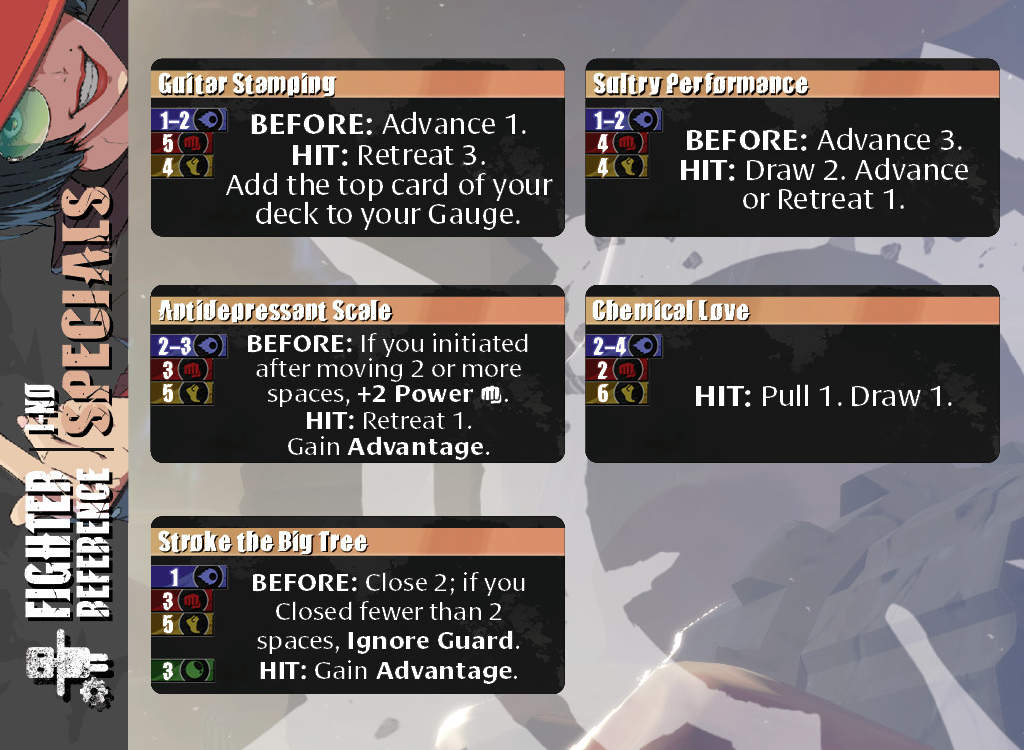 FIGHTER REFERENCE
I-NO SPECIALS
Guitar Stamping
1–2
5
4
BEFORE: Advance 1.
HIT: Retreat 3.
Add the top card of your
deck to your Gauge.
Sultry Performance
1–2
4
4
BEFORE: Advance 3.
HIT: Draw 2. Advance
or Retreat 1.
Antidepressant Scale
2–3
3
5
BEFORE: If you initiated
after moving 2 or more
spaces, +2 Power .
HIT: Retreat 1.
Gain Advantage.
Chemical Love
2–4
2
6
HIT: Pull 1. Draw 1.
Stroke the Big Tree
1
3
5
3
BEFORE: Close 2; if you
Closed fewer than 2
spaces, Ignore Guard.
HIT: Gain Advantage.